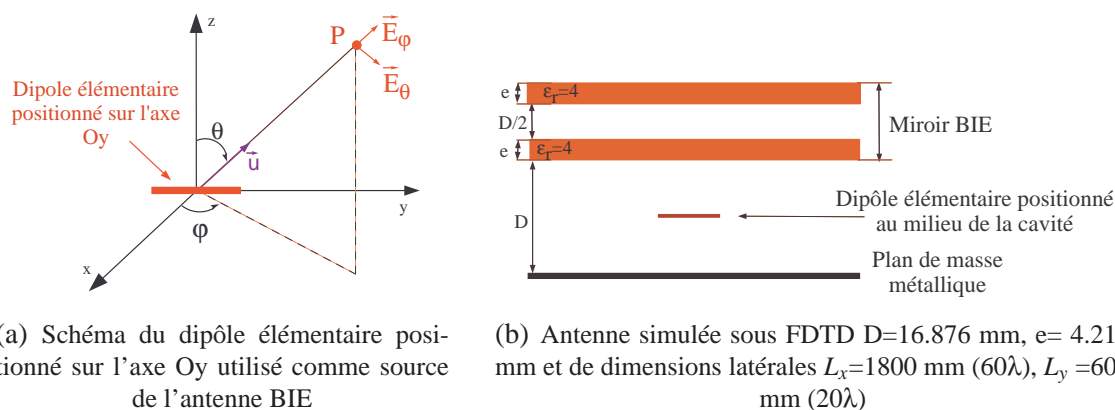 z
P
E⃗φ
E⃗θ
Dipole élémentaire
positionné sur l'axe
Oy
θ
u⃗
y
φ
x
e
εr=4
D/2
Miroir BIE
e
εr=4
D
Dipôle élémentaire positionné
au milieu de la cavité
Plan de masse
métallique
(a) Schéma du dipôle élémentaire posi-
tionné sur l’axe Oy utilisé comme source
de l’antenne BIE
(b) Antenne simulée sous FDTD D=16.876 mm, e= 4.21
mm et de dimensions latérales Lx=1800 mm (60λ), Ly =60
mm (20λ)